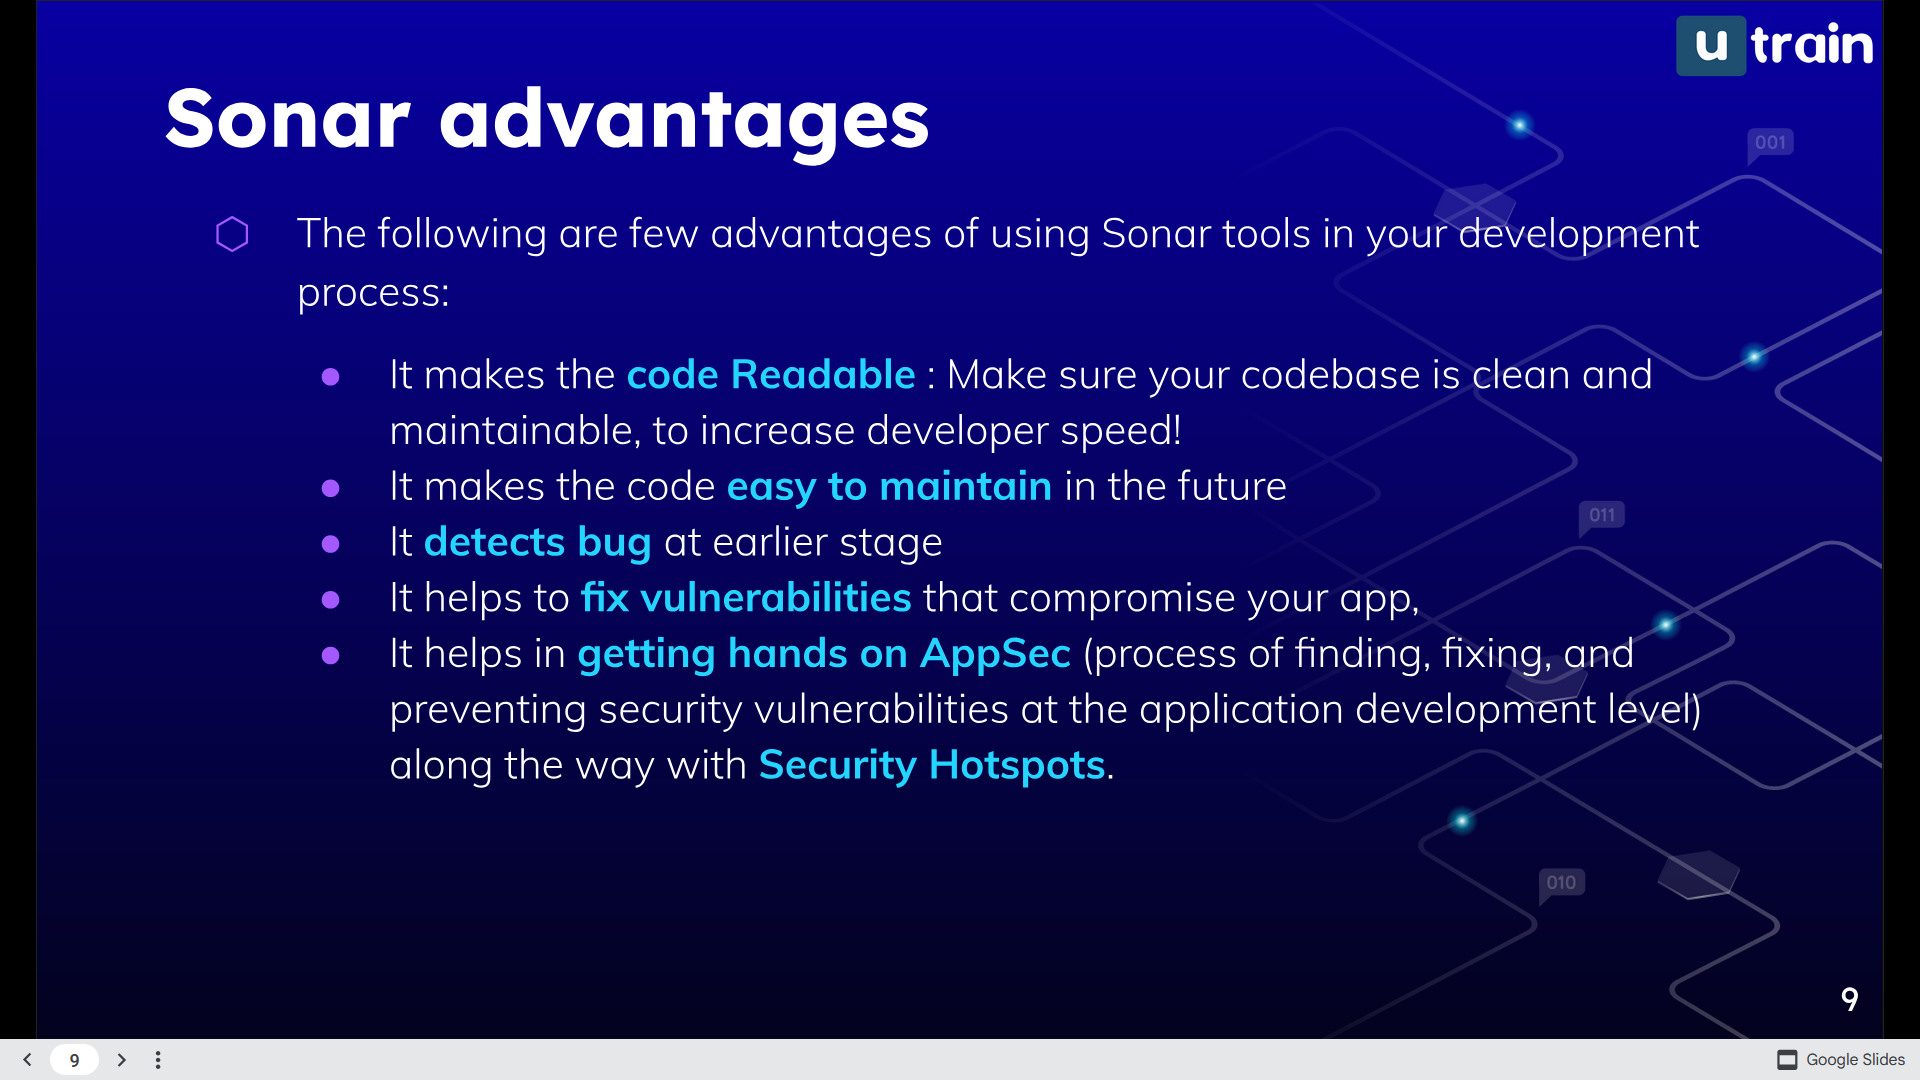 u train
Sonar advantages
001
The following are few advantages of using Sonar tools in your development
process:
It makes the code Readable : Make sure your codebase is clean and
maintainable, to increase developer speed!
It makes the code easy to maintain in the future
011
It detects bug at earlier stage
It helps to fix vulnerabilities that compromise your app,
It helps in getting hands on AppSec (process of finding, fixing, and
preventing security vulnerabilities at the application development level)
along the way with Security Hotspots.
010
9
9
Google Slides